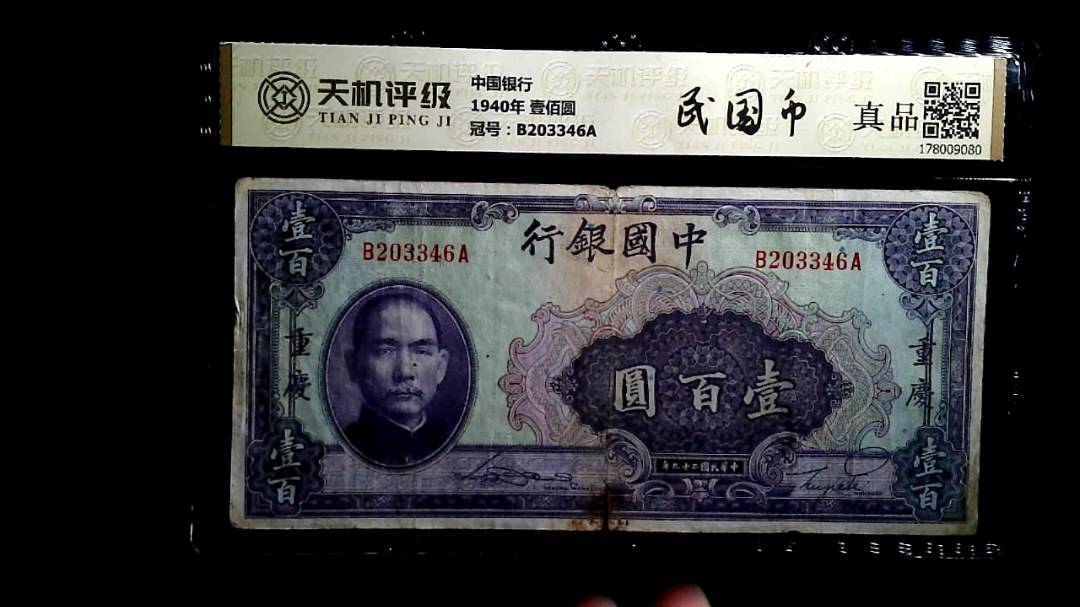 天机评级
TIAN JI PING JI
中国银行
1940年 壹佰圆
冠号：B203346A
民国币
真品
178009080
行銀國中
B203346A
B203346A
壹百
壹百
重慶
重慶
圓百壹
年九十二國民華中
壹百
壹百